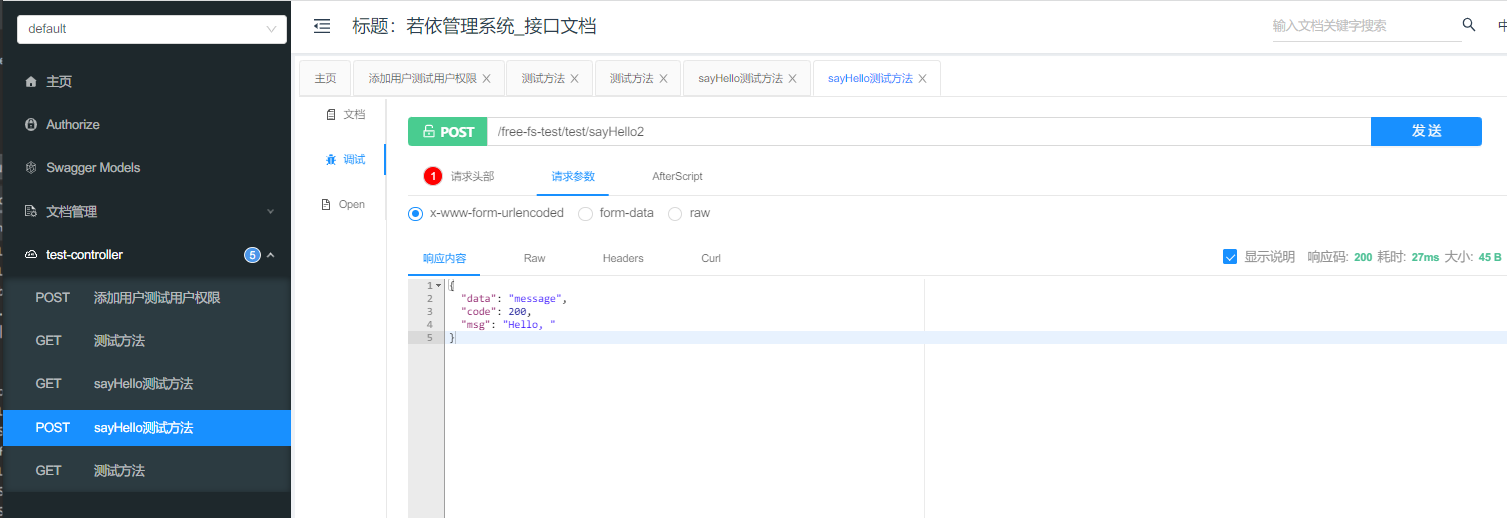 default
主页
Authorize
Swagger Models
文档管理
test-controller 5
POST 添加用户测试用户权限
GET 测试方法
GET sayHello测试方法
POST sayHello测试方法
GET 测试方法
标题：若依管理系统_接口文档
输入文档关键字搜索
主页 添加用户测试用户权限 测试方法 测试方法 sayHello测试方法 sayHello测试方法
文档
调试
Open
POST /free-fs-test/test/sayHello2 发 送
1 请求头部 请求参数 AfterScript
x-www-form-urlencoded form-data raw
响应内容 Raw Headers Curl 显示说明 响应码: 200 耗时: 27ms 大小: 45 B
1 {
2 "data": "message",
3 "code": 200,
4 "msg": "Hello, "
5 }